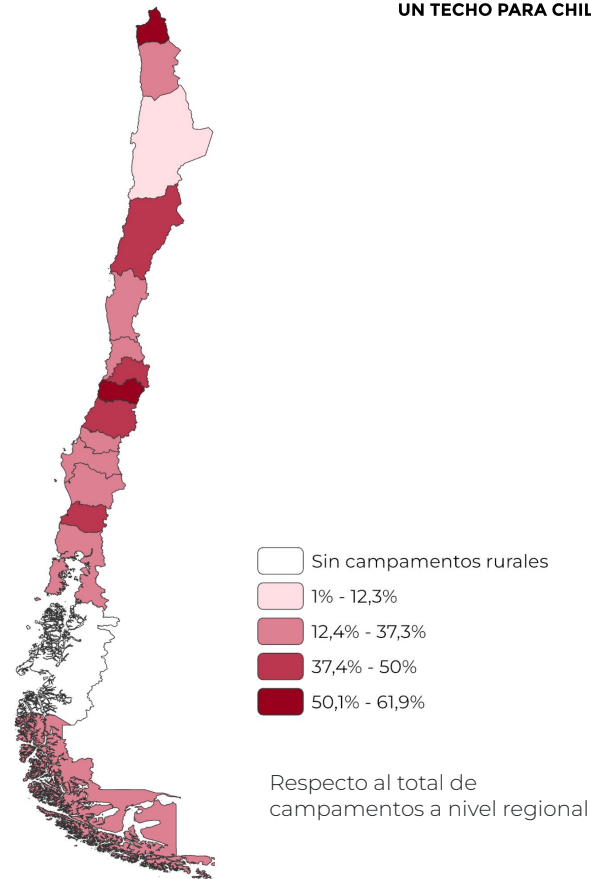 UN TECHO PARA CHIL
Sin campamentos rurales
1% - 12,3%
12,4% - 37,3%
37,4% - 50%
50,1% - 61,9%
Respecto al total de
campamentos a nivel regional